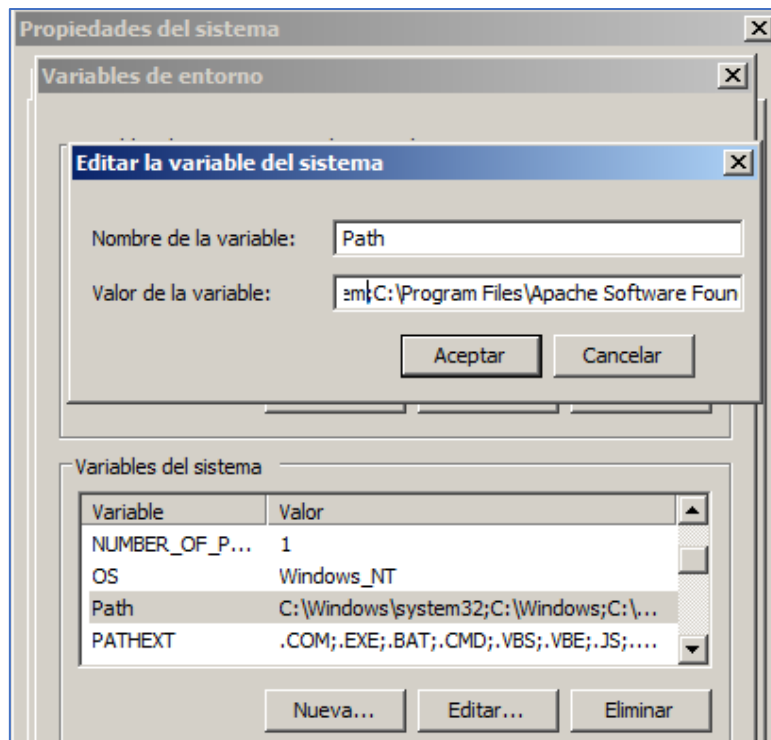 Propiedades del sistema
Variables de entorno
Editar la variable del sistema
Nombre de la variable: Path
Valor de la variable: em;C:\Program Files\Apache Software Foun
Aceptar Cancelar
Variables del sistema
Variable Valor
NUMBER_OF_P... 1
OS Windows_NT
Path C:\Windows\system32;C:\Windows;C:\...
PATHEXT .COM;.EXE;.BAT;.CMD;.VBS;.VBE;.JS;....
Nueva... Editar... Eliminar